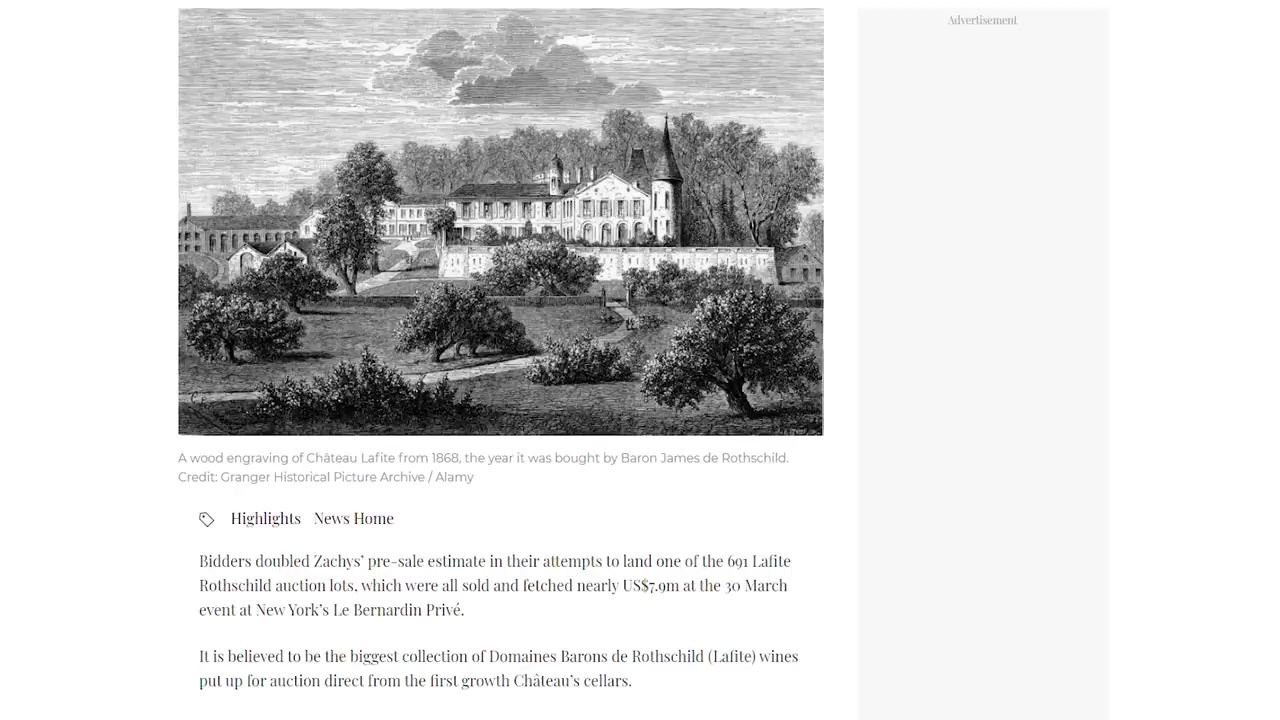 Advertisement
A wood engraving of Château Lafite from 1868, the year it was bought by Baron James de Rothschild.
Credit: Granger Historical Picture Archive / Alamy
Highlights News Home
Bidders doubled Zachys’ pre-sale estimate in their attempts to land one of the 691 Lafite
Rothschild auction lots, which were all sold and fetched nearly US$7.9m at the 30 March
event at New York’s Le Bernardin Privé.
It is believed to be the biggest collection of Domaines Barons de Rothschild (Lafite) wines
put up for auction direct from the first growth Château’s cellars.